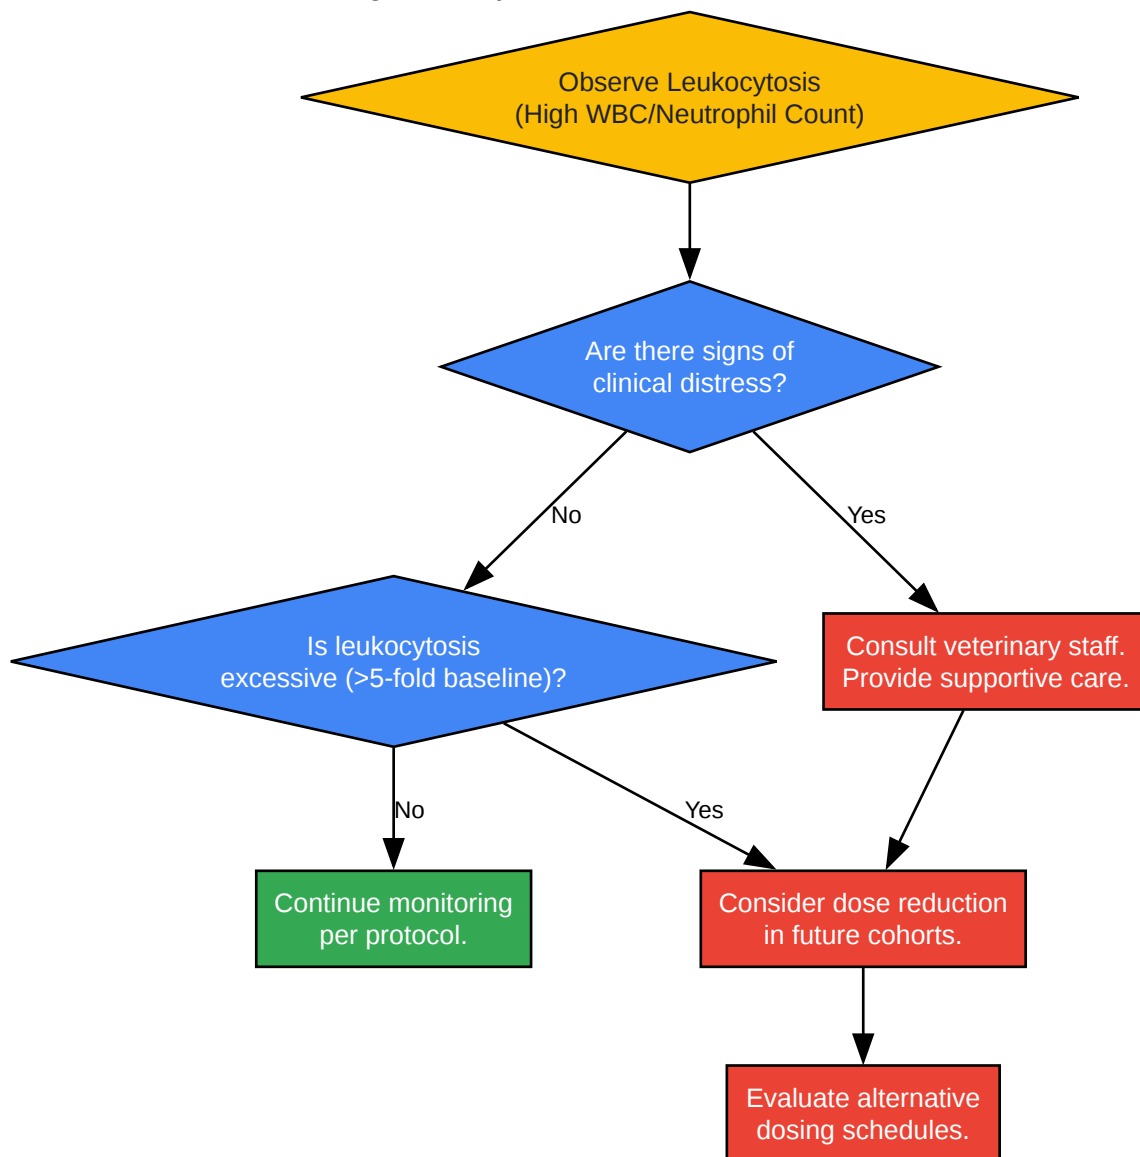 Observe Leukocytosis
(High WBC/Neutrophil Count)
Are there signs of
clinical distress?
No
Yes
Is leukocytosis
excessive (>5-fold baseline)?
Consult veterinary staff.
Provide supportive care.
No
Yes
Continue monitoring
per protocol.
Consider dose reduction
in future cohorts.
Evaluate alternative
dosing schedules.